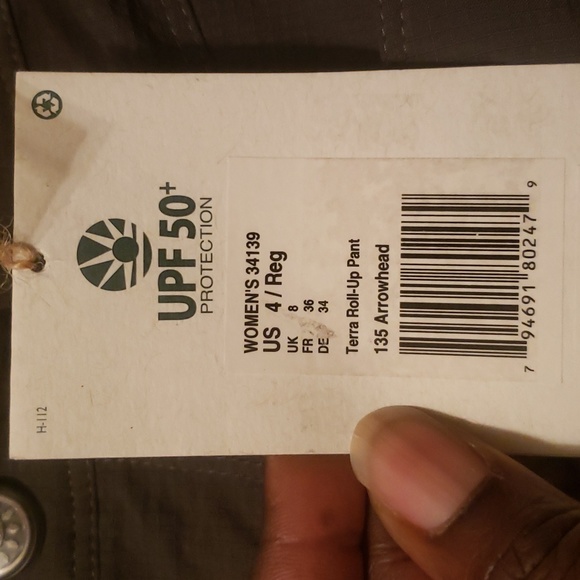 UPF 50+
PROTECTION
WOMEN'S 34139
US 4 / Reg
UK 8
FR 36
DE 34
Terra Roll-Up Pant
135 Arrowhead
7 94691 80247 9
H-112